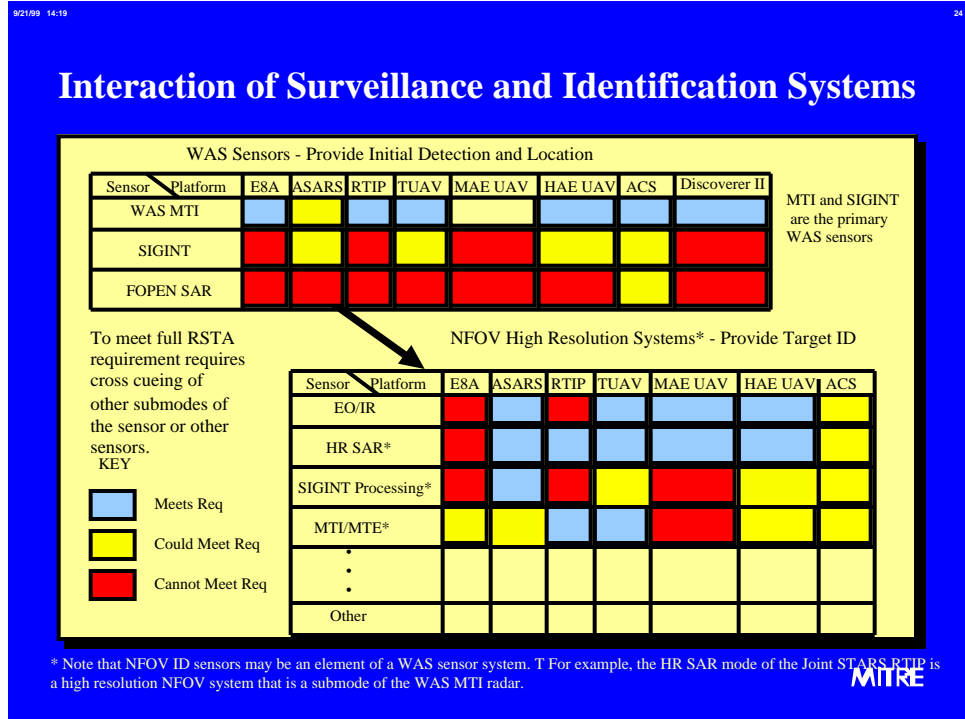 9/21/99 14:19
24
Interaction of Surveillance and Identification Systems
WAS Sensors - Provide Initial Detection and Location
Sensor Platform E8A ASARS RTIP TUAV MAE UAV HAE UAV ACS Discoverer II
WAS MTI
SIGINT
FOPEN SAR
MTI and SIGINT
are the primary
WAS sensors
To meet full RSTA
requirement requires
cross cueing of
other submodes of
the sensor or other
sensors.
NFOV High Resolution Systems* - Provide Target ID
Sensor Platform E8A ASARS RTIP TUAV MAE UAV HAE UAV ACS
EO/IR
HR SAR*
SIGINT Processing*
MTI/MTE*
Other
KEY
Meets Req
Could Meet Req
Cannot Meet Req
* Note that NFOV ID sensors may be an element of a WAS sensor system. T For example, the HR SAR mode of the Joint STARS RTIP is
a high resolution NFOV system that is a submode of the WAS MTI radar.
MITRE